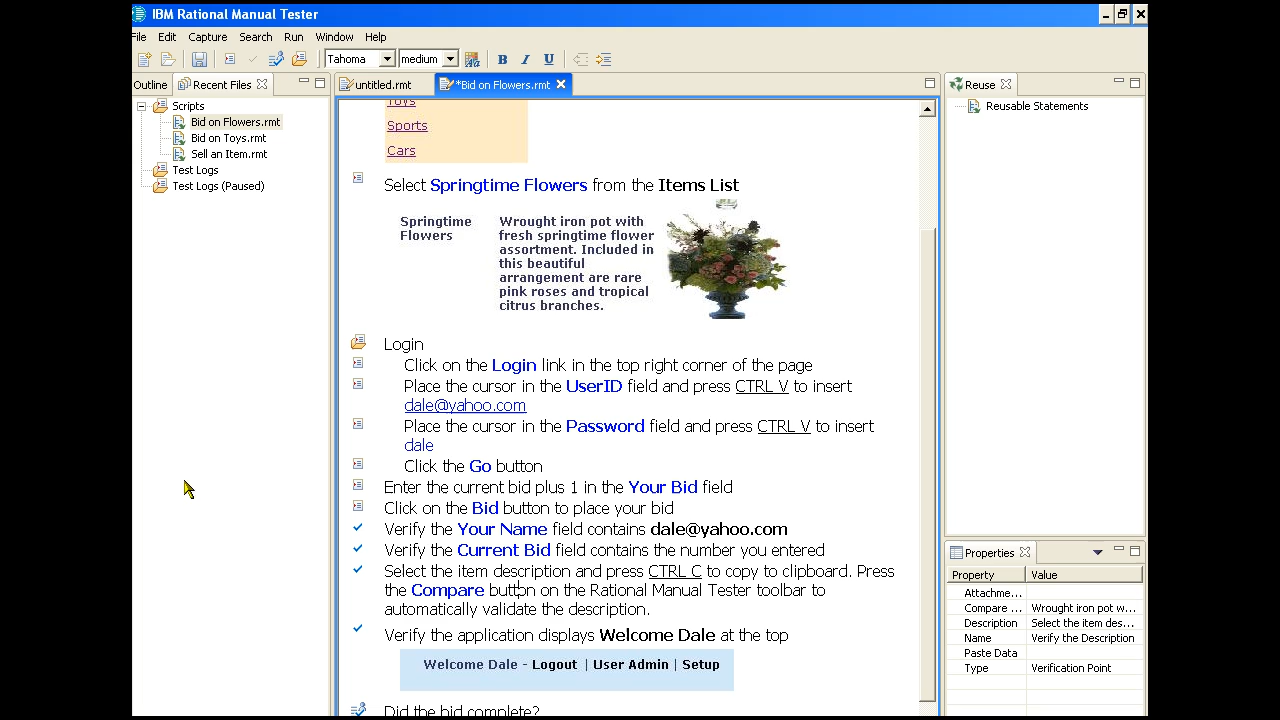 IBM Rational Manual Tester
File Edit Capture Search Run Window Help
Tahoma medium B I U
Outline Recent Files untitled.rmt *Bid on Flowers.rmt Reuse
Scripts
Bid on Flowers.rmt
Bid on Toys.rmt
Sell an Item.rmt
Test Logs
Test Logs (Paused)
Toys
Sports
Cars
Select Springtime Flowers from the Items List
Springtime
Flowers
Wrought iron pot with
fresh springtime flower
assortment. Included in
this beautiful
arrangement are rare
pink roses and tropical
citrus branches.
Login
Click on the Login link in the top right corner of the page
Place the cursor in the UserID field and press CTRL V to insert
dale@yahoo.com
Place the cursor in the Password field and press CTRL V to insert
dale
Click the Go button
Enter the current bid plus 1 in the Your Bid field
Click on the Bid button to place your bid
Verify the Your Name field contains dale@yahoo.com
Verify the Current Bid field contains the number you entered
Select the item description and press CTRL C to copy to clipboard. Press
the Compare button on the Rational Manual Tester toolbar to
automatically validate the description.
Verify the application displays Welcome Dale at the top
Welcome Dale - Logout | User Admin | Setup
Did the bid complete?
Reusable Statements
Properties
Property Value
Attachme...
Compare ... Wrought iron pot w...
Description Select the item des...
Name Verify the Description
Paste Data
Type Verification Point